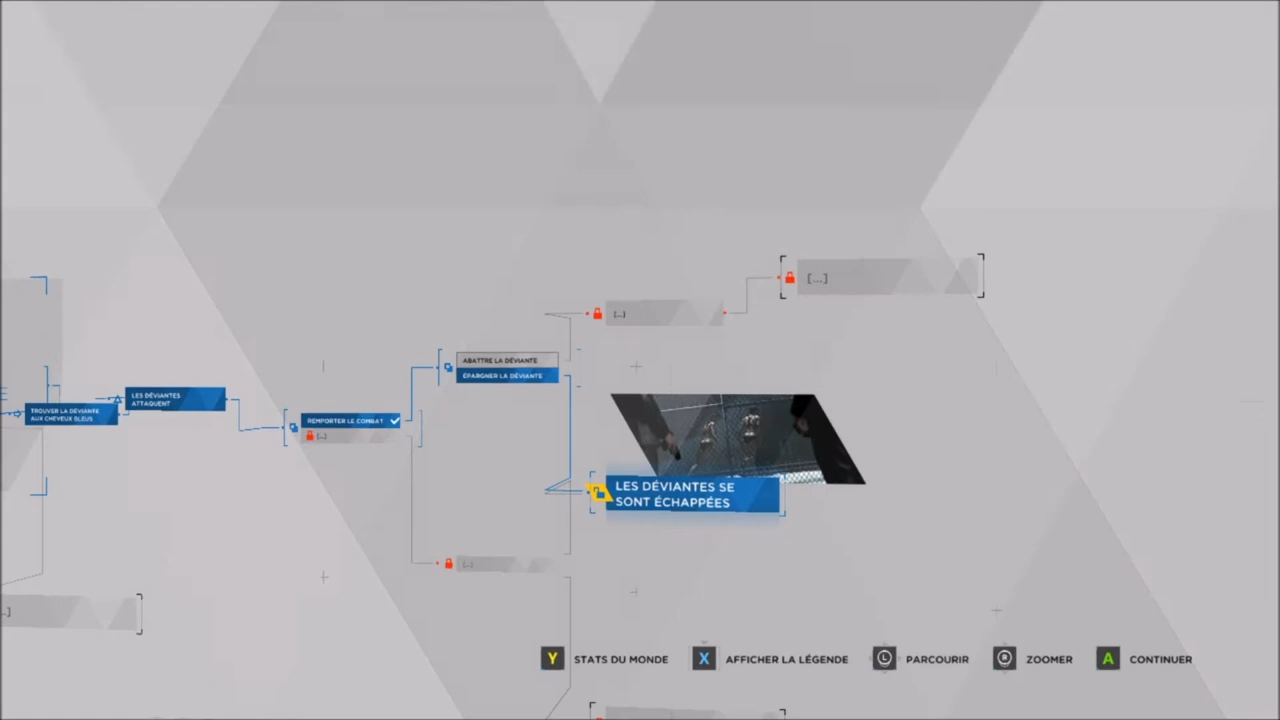 [...]
[...]
ABATTRE LA DÉVIANTE
ÉPARGNER LA DÉVIANTE
LES DÉVIANTES
ATTAQUENT
TROUVER LA DÉVIANTE
AUX CHEVEUX BLEUS
REMPORTER LE COMBAT
[...]
LES DÉVIANTES SE
SONT ÉCHAPPÉES
[...]
..]
Y STATS DU MONDE X AFFICHER LA LÉGENDE L PARCOURIR R ZOOMER A CONTINUER